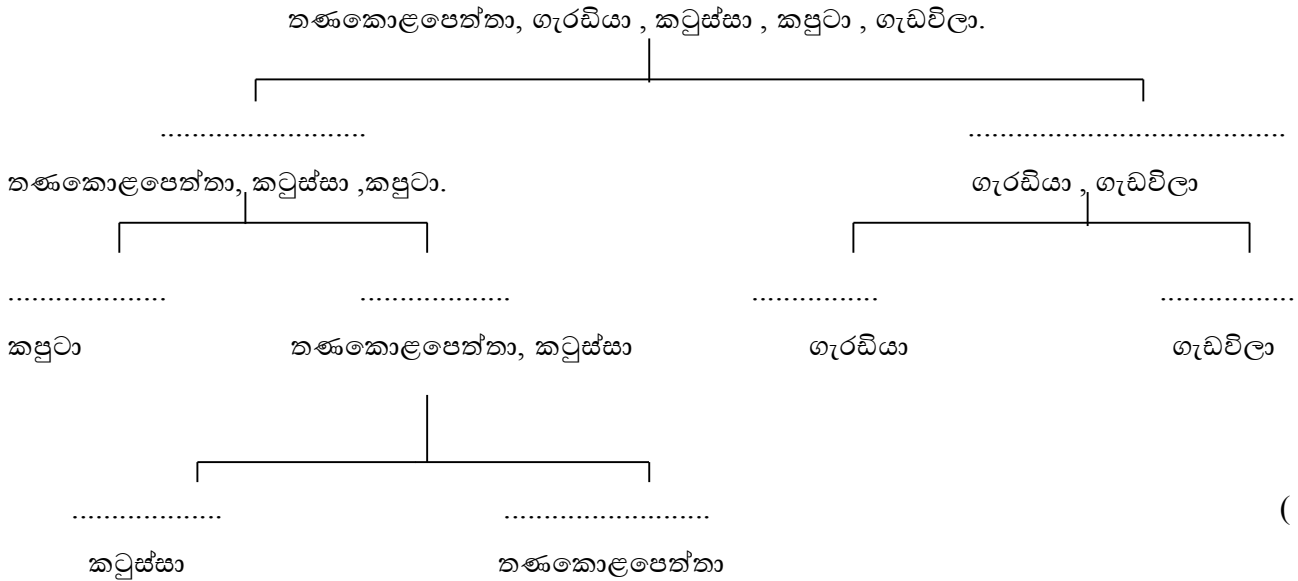 තණකොළපෙත්තා, ගැරඩියා , කටුස්සා , කපුටා , ගැඩවිලා.
.......................... ........................................
තණකොළපෙත්තා, කටුස්සා ,කපුටා. ගැරඩියා , ගැඩවිලා
.................... ................... ................ .................
කපුටා තණකොළපෙත්තා, කටුස්සා ගැරඩියා ගැඩවිලා
................... .......................... (
කටුස්සා තණකොළපෙත්තා